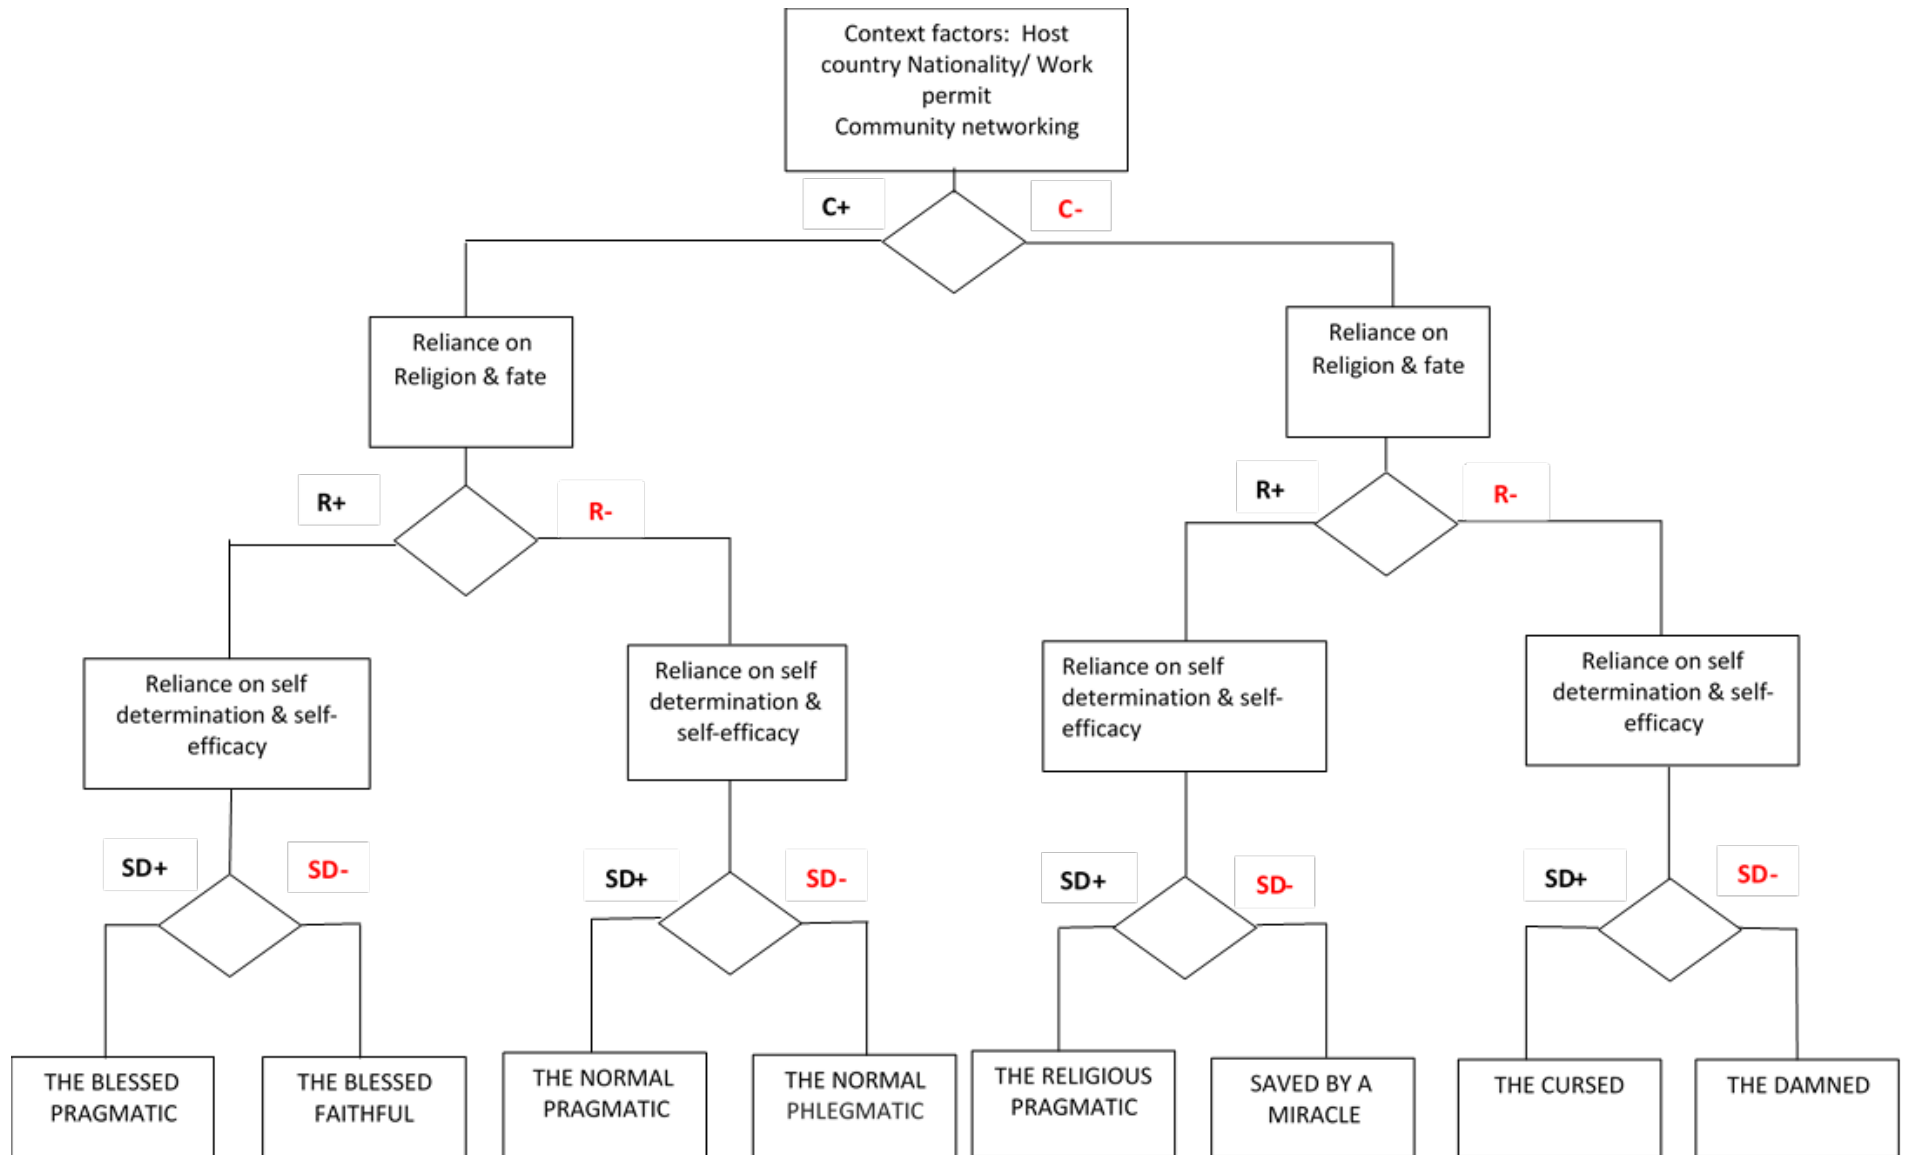 Context factors:  Host
country Nationality/ Work
permit
Community networking
C+
C-
Reliance on
Religion & fate
Reliance on
Religion & fate
R+
R-
R+
R-
Reliance on self
determination & self-
efficacy
Reliance on self
determination &
self-efficacy
Reliance on self
determination & self-
efficacy
Reliance on self
determination & self-
efficacy
SD+
SD-
SD+
SD-
SD+
SD-
SD+
SD-
THE BLESSED
PRAGMATIC
THE BLESSED
FAITHFUL
THE NORMAL
PRAGMATIC
THE NORMAL
PHLEGMATIC
THE RELIGIOUS
PRAGMATIC
SAVED BY A
MIRACLE
THE CURSED
THE DAMNED